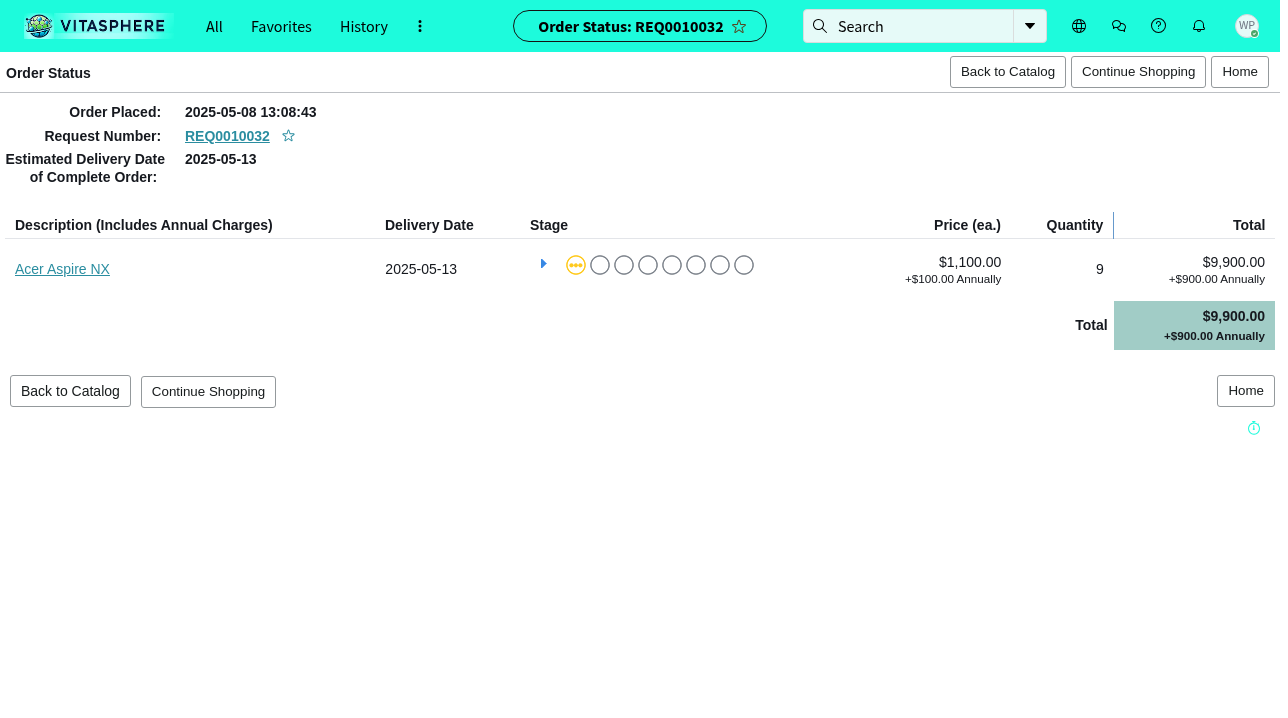 VITASPHERE
All
Favorites
History
Order Status: REQ0010032
Search
WP
Order Status
Back to Catalog
Continue Shopping
Home
Order Placed: 2025-05-08 13:08:43
Request Number: REQ0010032
Estimated Delivery Date of Complete Order: 2025-05-13
Description (Includes Annual Charges) Delivery Date Stage Price (ea.) Quantity Total
Acer Aspire NX 2025-05-13 $1,100.00 9 $9,900.00
+$100.00 Annually +$900.00 Annually
Total $9,900.00
+$900.00 Annually
Back to Catalog
Continue Shopping
Home